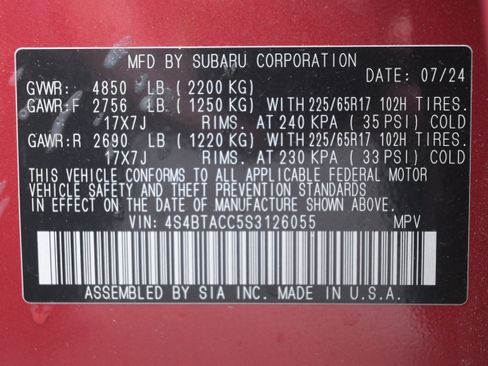 MFD BY SUBARU CORPORATION
DATE: 07/24
GVWR: 4850 LB (2200 KG)
GAWR:F 2756 LB (1250 KG) WITH 225/65R17 102H TIRES.
17X7J RIMS. AT 240 KPA (35 PSI) COLD
GAWR:R 2690 LB (1220 KG) WITH 225/65R17 102H TIRES.
17X7J RIMS. AT 230 KPA (33 PSI) COLD
THIS VEHICLE CONFORMS TO ALL APPLICABLE FEDERAL MOTOR
VEHICLE SAFETY AND THEFT PREVENTION STANDARDS IN
EFFECT ON THE DATE OF MANUFACTURE SHOWN ABOVE.
VIN: 4S4BTACC5S3126055 MPV
ASSEMBLED BY SIA INC. MADE IN U.S.A.